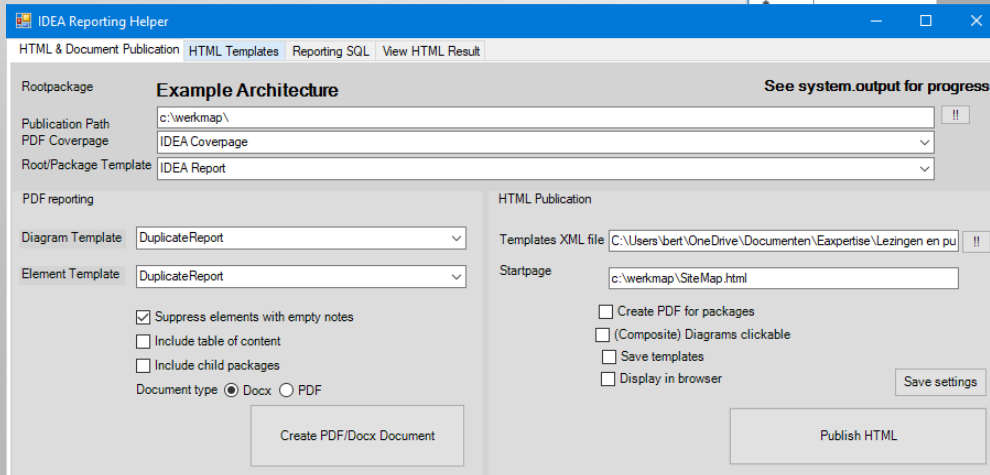 IDEA Reporting Helper
HTML & Document Publication HTML Templates Reporting SQL View HTML Result
Rootpackage Example Architecture See system.output for progress
Publication Path c:\werkmap\ !!
PDF Coverpage IDEA Coverpage
Root/Package Template IDEA Report
PDF reporting
Diagram Template DuplicateReport
Element Template DuplicateReport
Suppress elements with empty notes
Include table of content
Include child packages
Document type Docx PDF
Create PDF/Docx Document
HTML Publication
Templates XML file C:\Users\bert\OneDrive\Documenten\Eaxpertise\Lezingen en pu !!
Startpage c:\werkmap\SiteMap.html
Create PDF for packages
(Composite) Diagrams clickable
Save templates
Display in browser
Save settings
Publish HTML